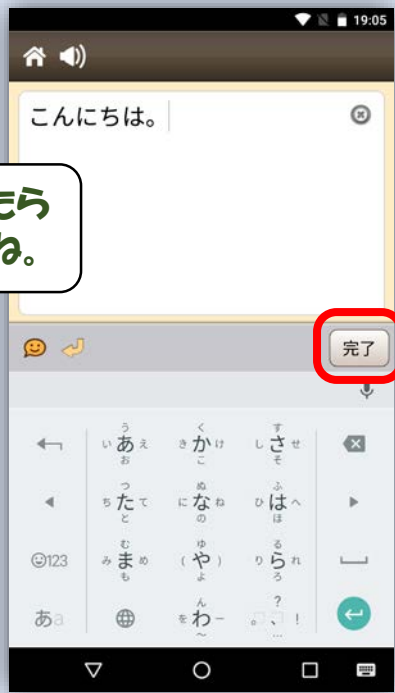 19:05
こんにちは。
たら
ね。
完了
う く す
いあえ きかけ しさせ
お こ そ
つ ぬ ふ
ちたて になね ひはへ
と の ほ
む ゆ る
☺123 みまめ (や) りられ
も よ ろ
ん ?
あa をわー 。、!
〜 …